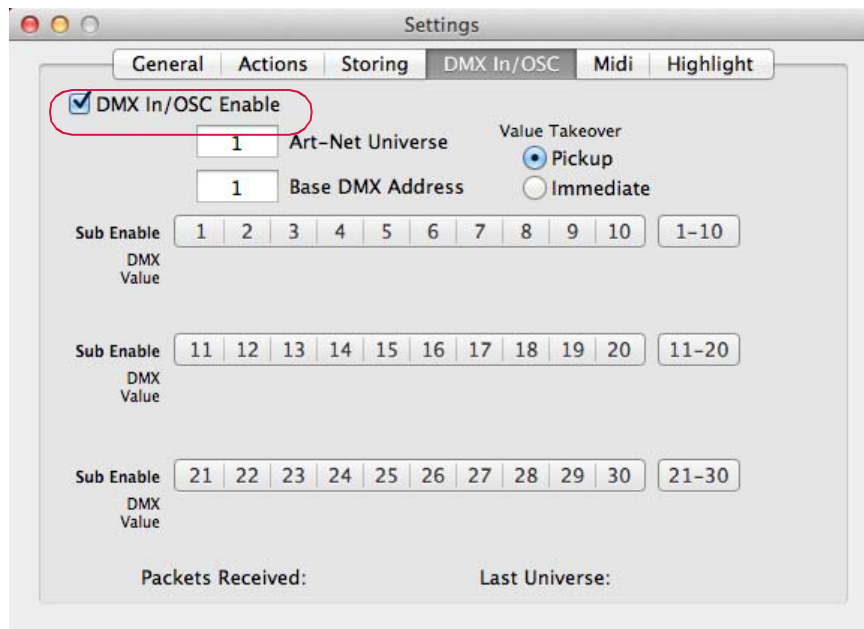 Settings
General Actions Storing DMX In/OSC Midi Highlight
DMX In/OSC Enable
1 Art-Net Universe
Value Takeover
Pickup
1 Base DMX Address
Immediate
Sub Enable 1 2 3 4 5 6 7 8 9 10 1-10
DMX
Value
Sub Enable 11 12 13 14 15 16 17 18 19 20 11-20
DMX
Value
Sub Enable 21 22 23 24 25 26 27 28 29 30 21-30
DMX
Value
Packets Received: Last Universe: